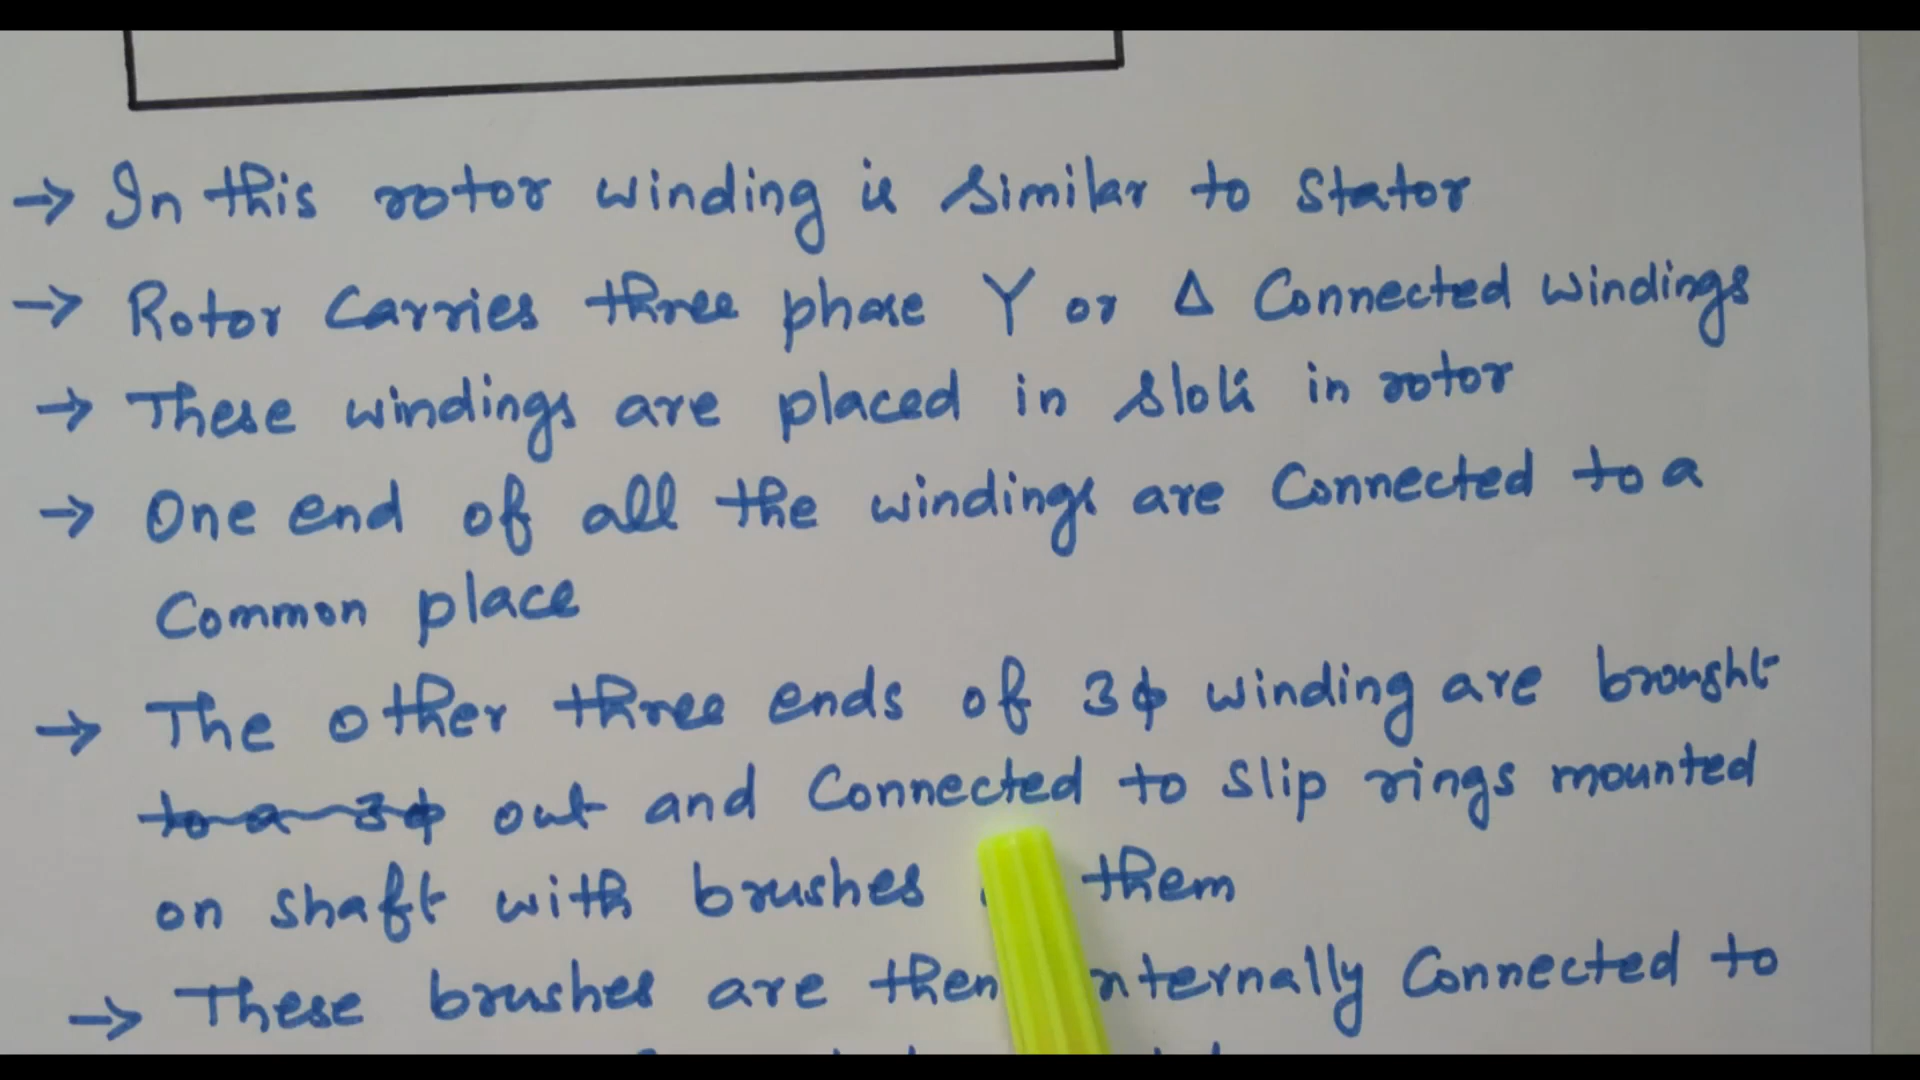 → In this rotor winding is similar to stator
→ Rotor carries three phase Y or Δ Connected windings
→ These windings are placed in slots in rotor
→ One end of all the windings are Connected to a
Common place
→ The other three ends of 3ϕ winding are brought
to a 3ϕ out and Connected to slip rings mounted
on shaft with brushes them
→ These brushes are then internally Connected to